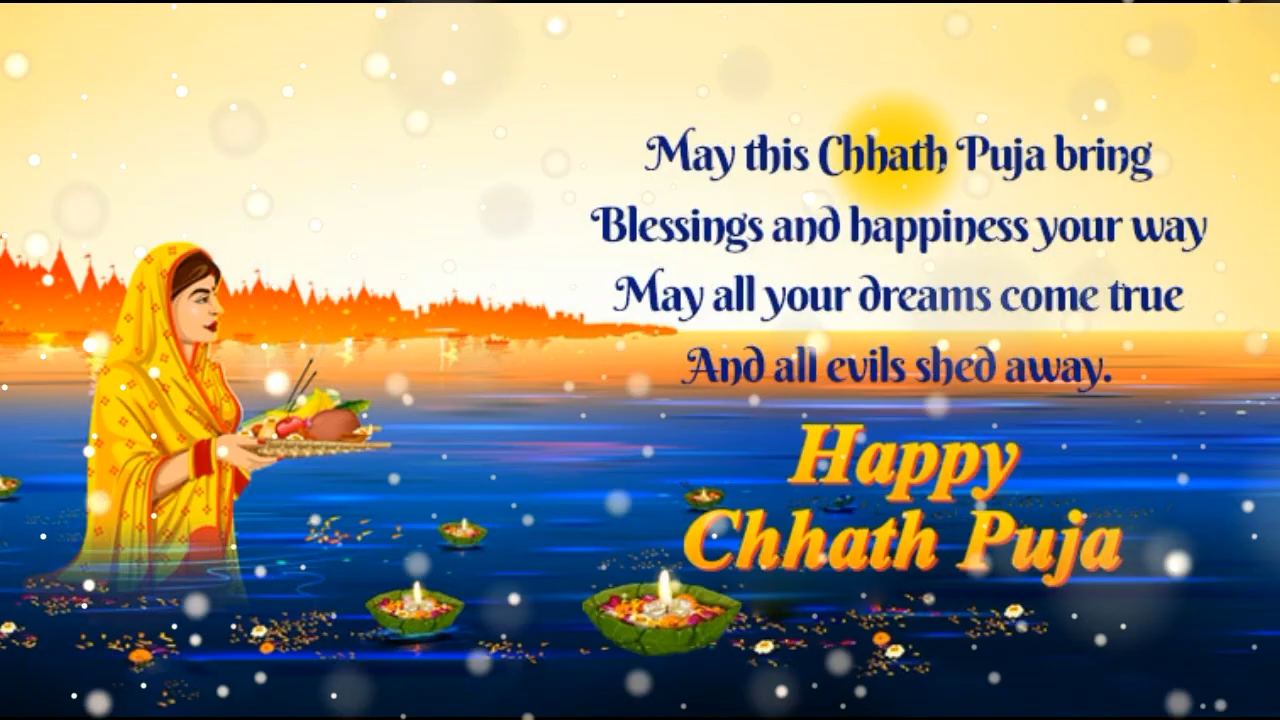 May this Chhath Puja bring
Blessings and happiness your way
May all your dreams come true
And all evils shed away.
Happy
Chhath Puja